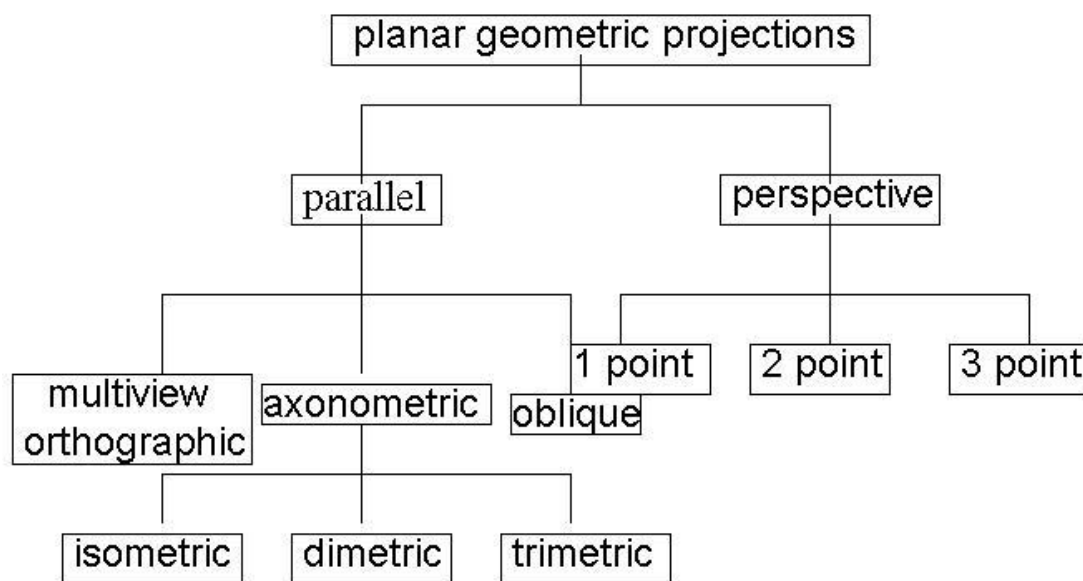 planar geometric projections
parallel
perspective
1 point
2 point
3 point
multiview
orthographic
axonometric
oblique
isometric
dimetric
trimetric